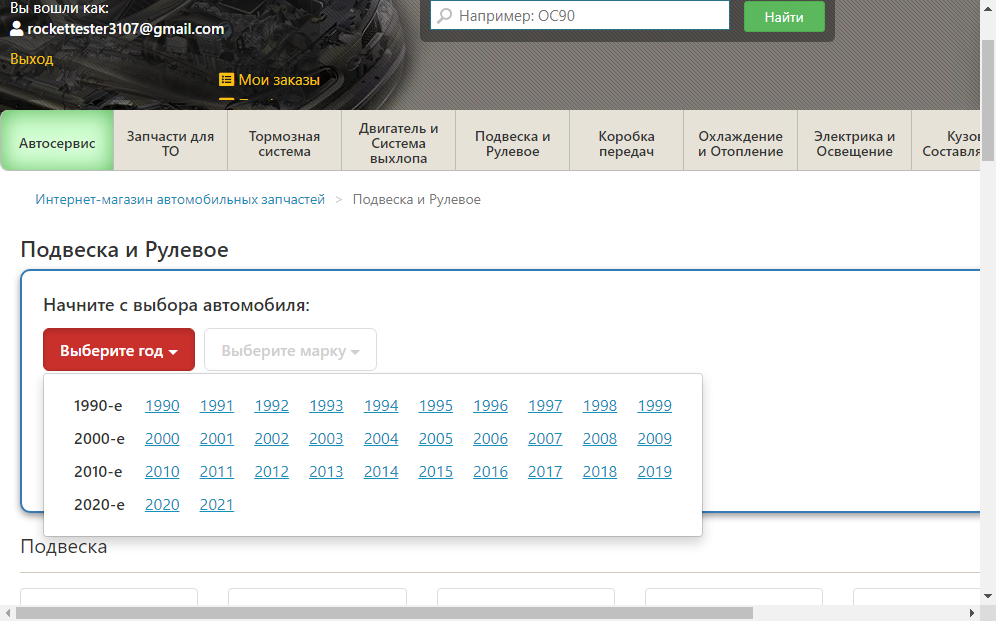 Вы вошли как:
rockettester3107@gmail.com
Выход
Мои заказы
Например: OC90
Найти
Автосервис
Запчасти для
ТО
Тормозная
система
Двигатель и
Система
выхлопа
Подвеска и
Рулевое
Коробка
передач
Охлаждение
и Отопление
Электрика и
Освещение
Интернет-магазин автомобильных запчастей > Подвеска и Рулевое
Подвеска и Рулевое
Начните с выбора автомобиля:
Выберите год
Выберите марку
1990-е 1990 1991 1992 1993 1994 1995 1996 1997 1998 1999
2000-е 2000 2001 2002 2003 2004 2005 2006 2007 2008 2009
2010-е 2010 2011 2012 2013 2014 2015 2016 2017 2018 2019
2020-е 2020 2021
Подвеска